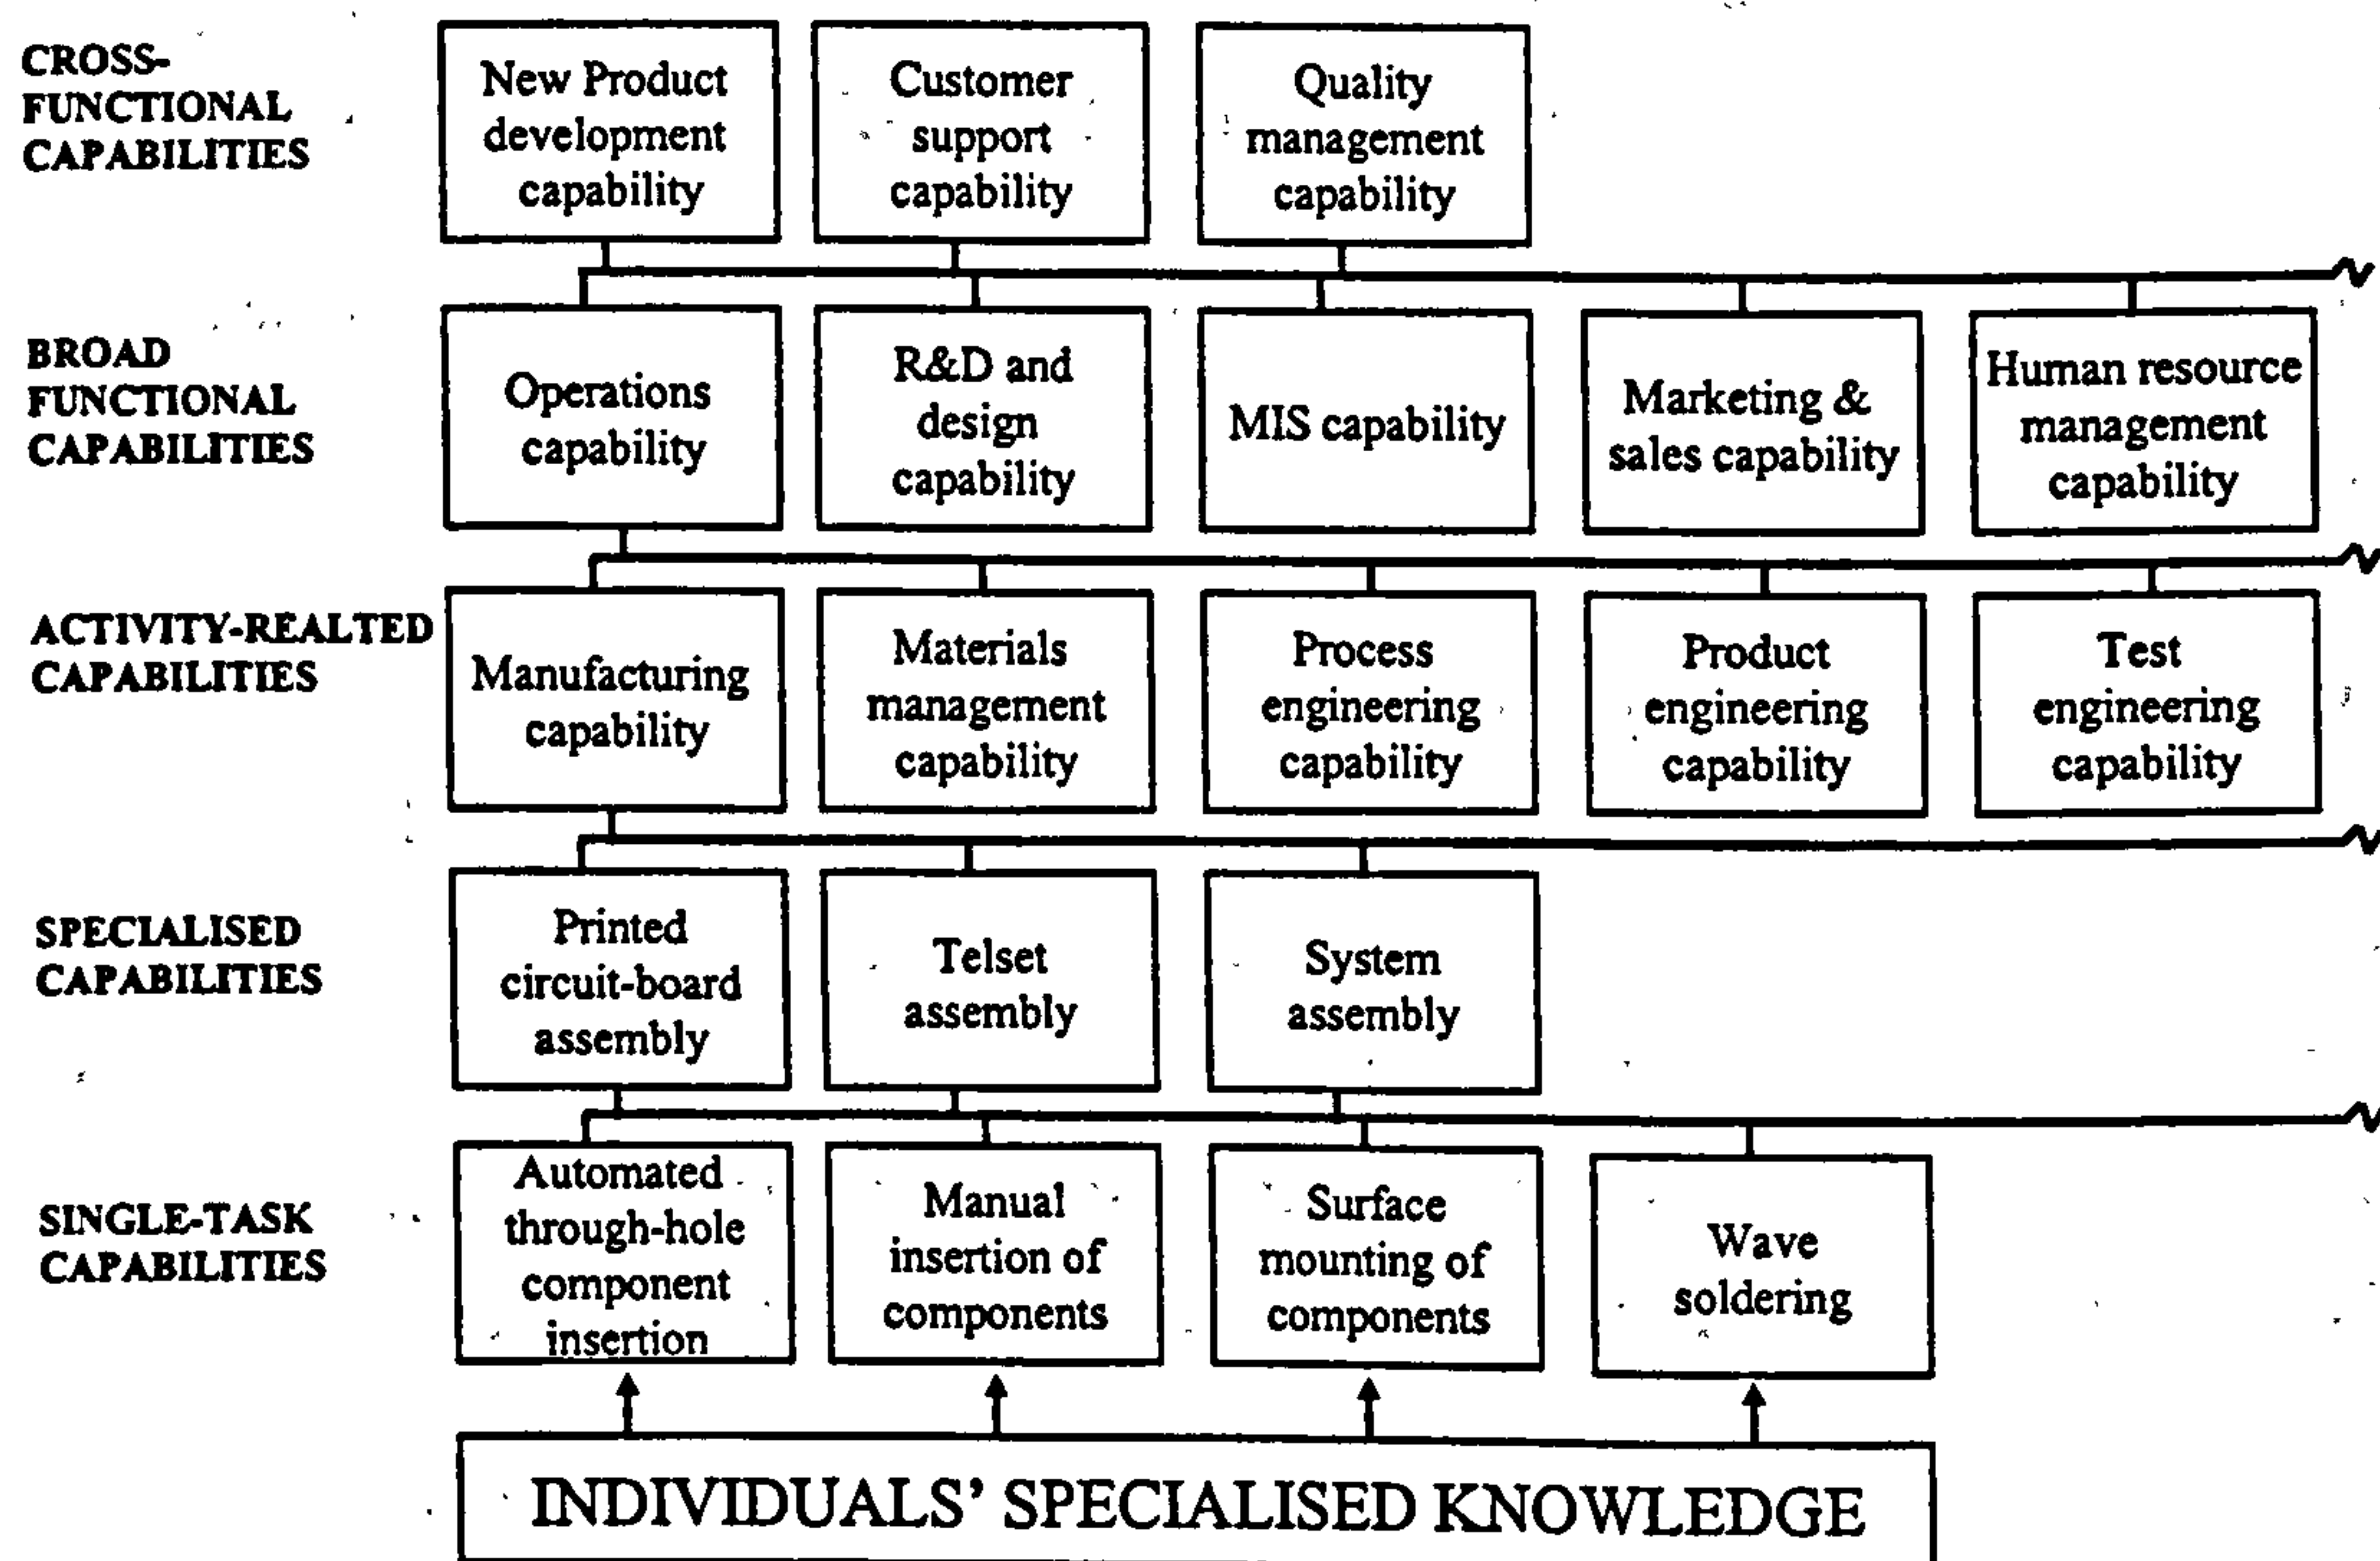 CROSS-
FUNCTIONAL
CAPABILITIES
New Product
development
capability
Customer
support
capability
Quality
management
capability
BROAD
FUNCTIONAL
CAPABILITIES
Operations
capability
R&D and
design
capability
MIS capability
Marketing &
sales capability
Human resource
management
capability
ACTIVITY-REALTED
CAPABILITIES
Manufacturing
capability
Materials
management
capability
Process
engineering
capability
Product
engineering
capability
Test
engineering
capability
SPECIALISED
CAPABILITIES
Printed
circuit-board
assembly
Telset
assembly
System
assembly
SINGLE-TASK
CAPABILITIES
Automated
through-hole
component
insertion
Manual
insertion of
components
Surface
mounting of
components
Wave
soldering
INDIVIDUALS’ SPECIALISED KNOWLEDGE